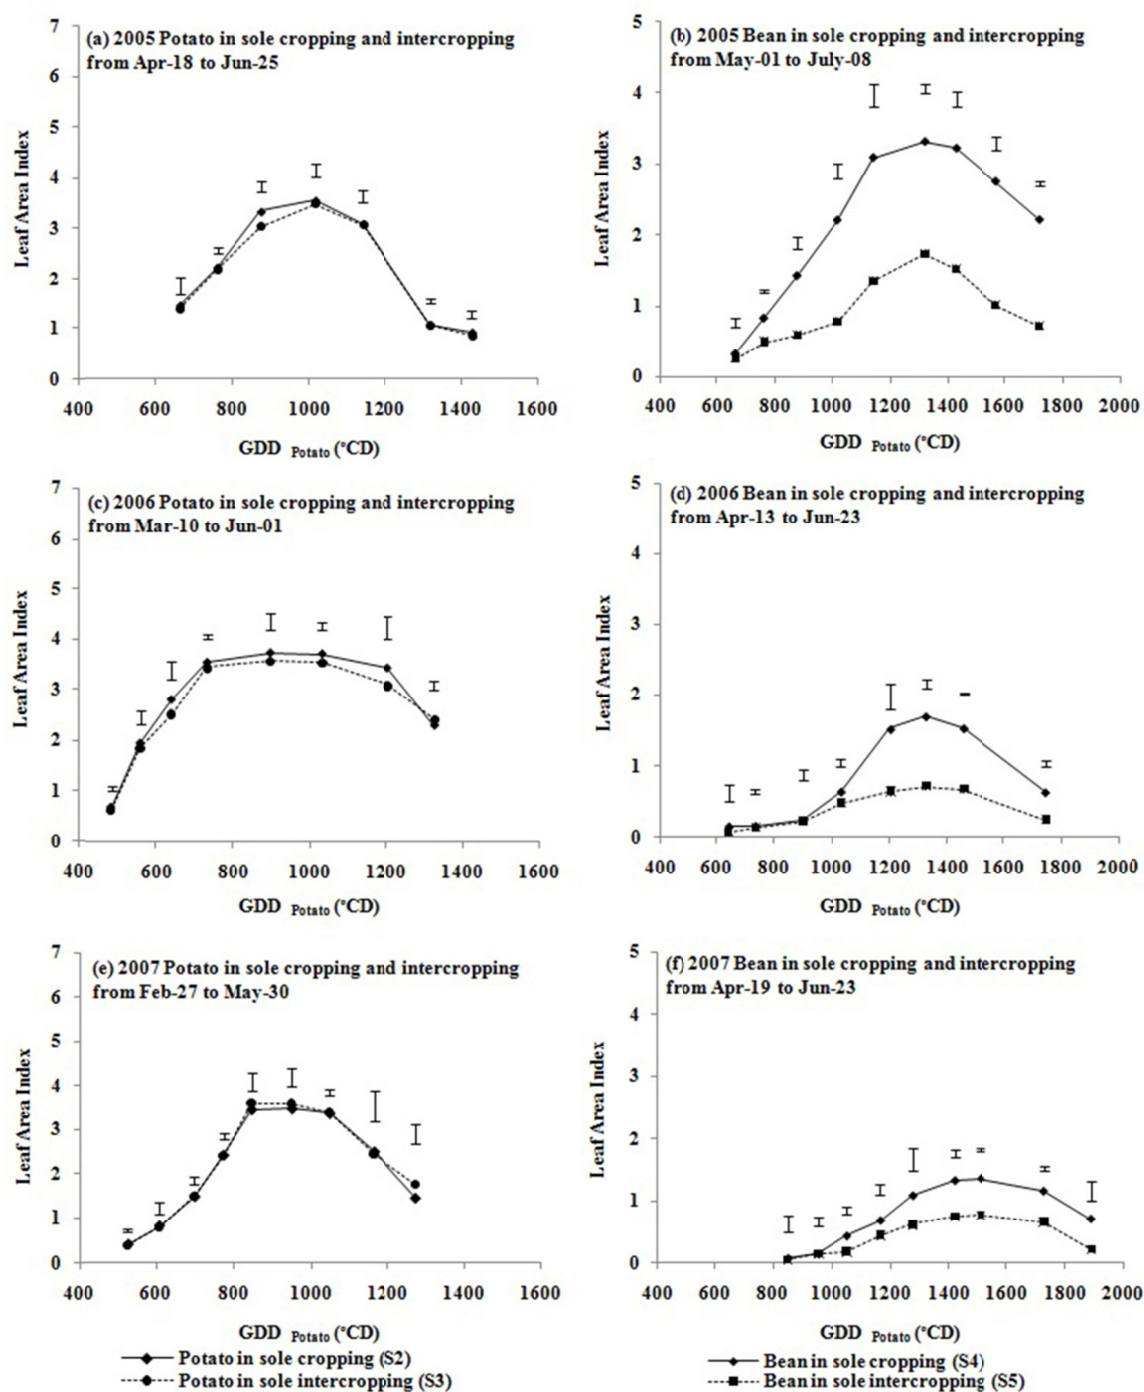 (a) 2005 Potato in sole cropping and intercropping
from Apr-18 to Jun-25
Leaf Area Index
7
6
5
4
3
2
1
0
400 600 800 1000 1200 1400 1600
GDD Potato (°CD)
(b) 2005 Bean in sole cropping and intercropping
from May-01 to July-08
Leaf Area Index
5
4
3
2
1
0
400 600 800 1000 1200 1400 1600 1800 2000
GDD Potato (°CD)
(c) 2006 Potato in sole cropping and intercropping
from Mar-10 to Jun-01
Leaf Area Index
7
6
5
4
3
2
1
0
400 600 800 1000 1200 1400 1600
GDD Potato (°CD)
(d) 2006 Bean in sole cropping and intercropping
from Apr-13 to Jun-23
Leaf Area Index
5
4
3
2
1
0
400 600 800 1000 1200 1400 1600 1800 2000
GDD Potato (°CD)
(e) 2007 Potato in sole cropping and intercropping
from Feb-27 to May-30
Leaf Area Index
7
6
5
4
3
2
1
0
400 600 800 1000 1200 1400 1600
GDD Potato (°CD)
(f) 2007 Bean in sole cropping and intercropping
from Apr-19 to Jun-23
Leaf Area Index
5
4
3
2
1
0
400 600 800 1000 1200 1400 1600 1800 2000
GDD Potato (°CD)
Potato in sole cropping (S2)
Potato in sole intercropping (S3)
Bean in sole cropping (S4)
Bean in sole intercropping (S5)